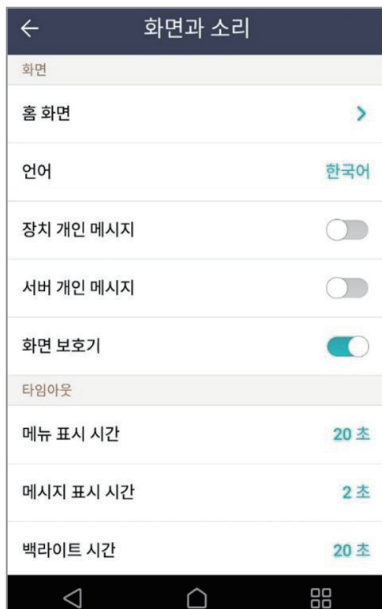 화면과 소리
화면
홈 화면
언어 한국어
장치 개인 메시지
서버 개인 메시지
화면 보호기
타임아웃
메뉴 표시 시간 20 초
메시지 표시 시간 2 초
백라이트 시간 20 초